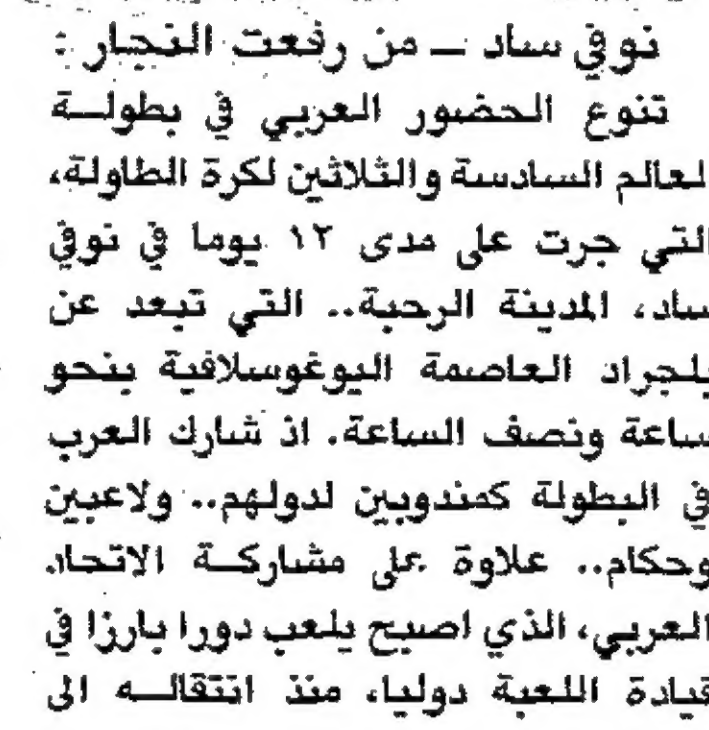 نوفي ساد ــ من رفعت النجار :
تنوع الحضور العربي في بطولـــة
لعالم السادسة والثلاثين لكرة الطاولة،
التي جرت على مدى ١٢ يوما في نوفي
ساد، المدينة الرحبة.. التي تبعد عن
بلجراد العاصمة اليوغوسلافية بنحو
ساعة ونصف الساعة. اذ شارك العرب
في البطولة كمندوبين لدولهم.. ولاعبين
وحكام.. علاوة على مشاركـــة الاتحاد
العربي، الذي اصبح يلعب دورا بارزا في
قيادة اللعبة دوليا، منذ انتقالـــه الى